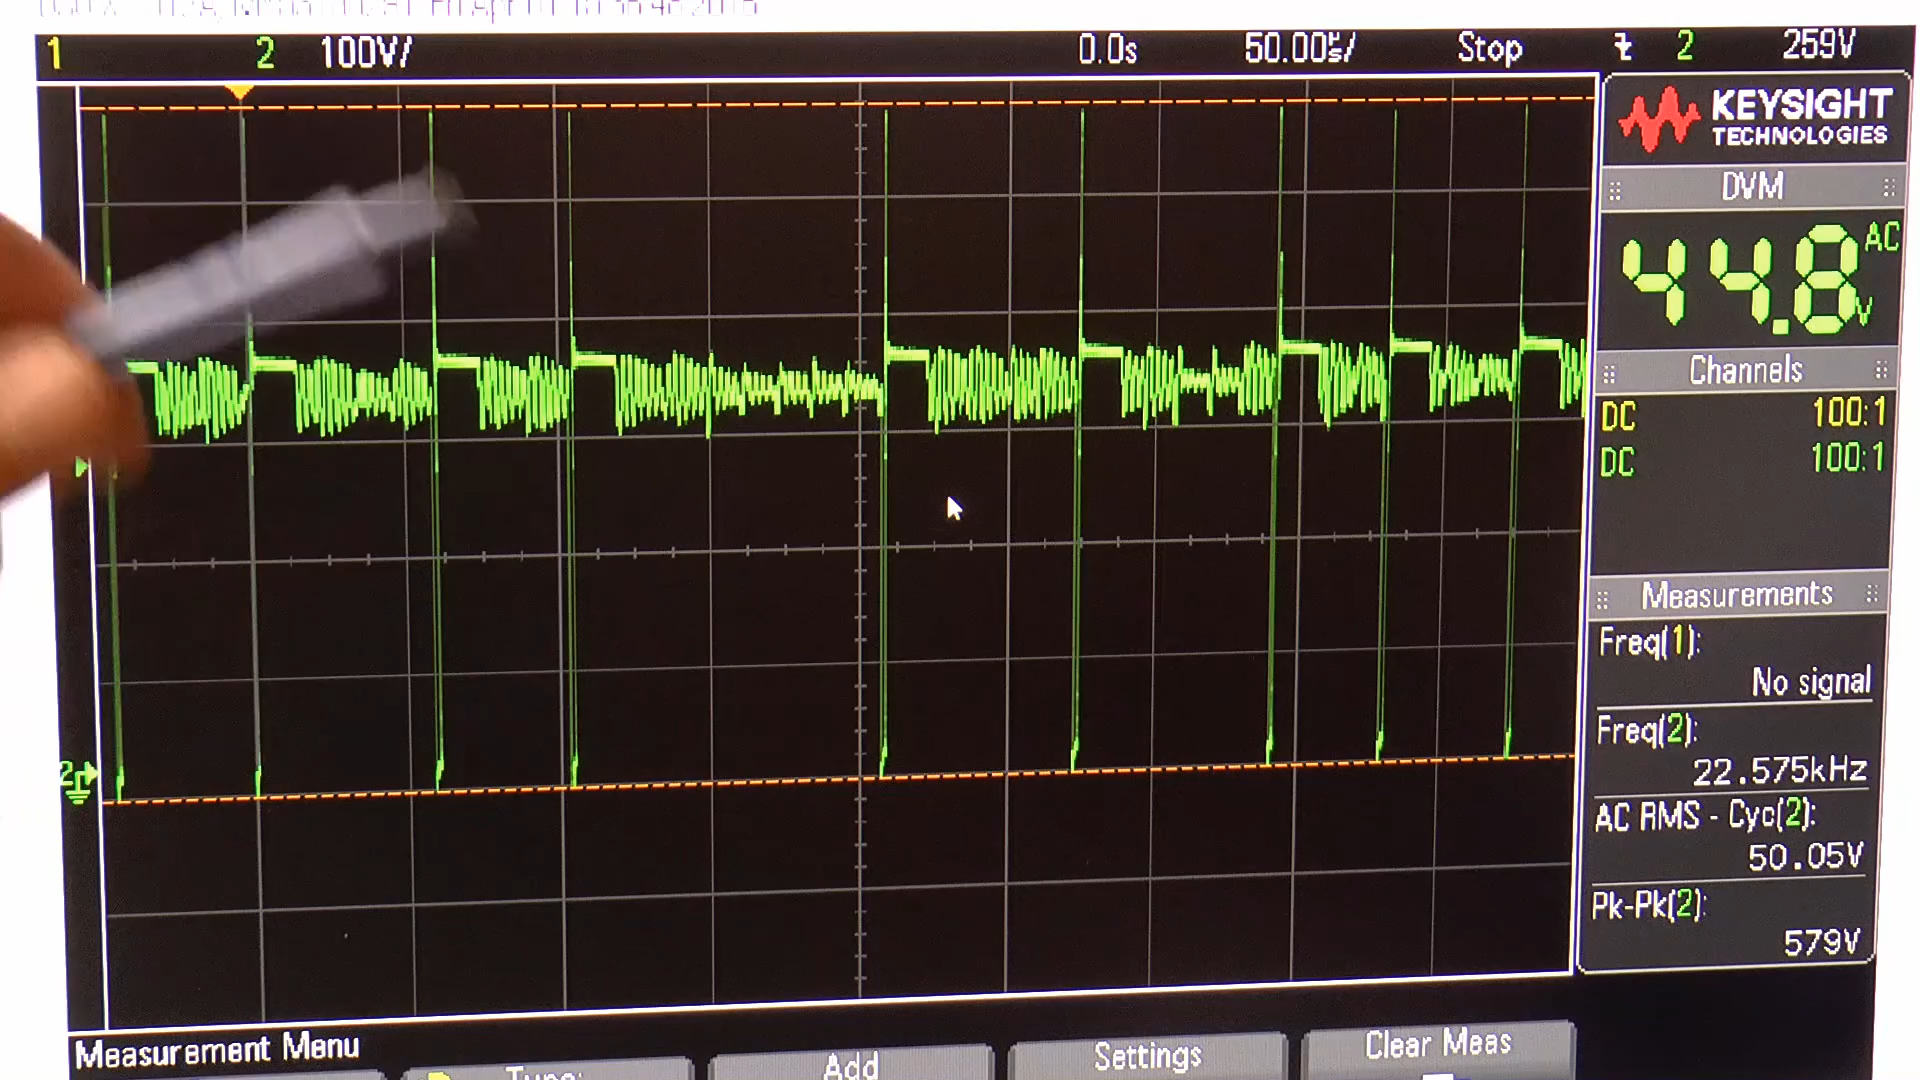 1 2 100V/ 0.0s 50.00µs/ Stop 2 259V
KEYSIGHT
TECHNOLOGIES
DVM
44.8 AC V
Channels
DC 100:1
DC 100:1
Measurements
Freq(1):
No signal
Freq(2):
22.575kHz
AC RMS - Cyc(2):
50.05V
Pk-Pk(2):
579V
2
Measurement Menu
Type:
Add
Settings
Clear Meas